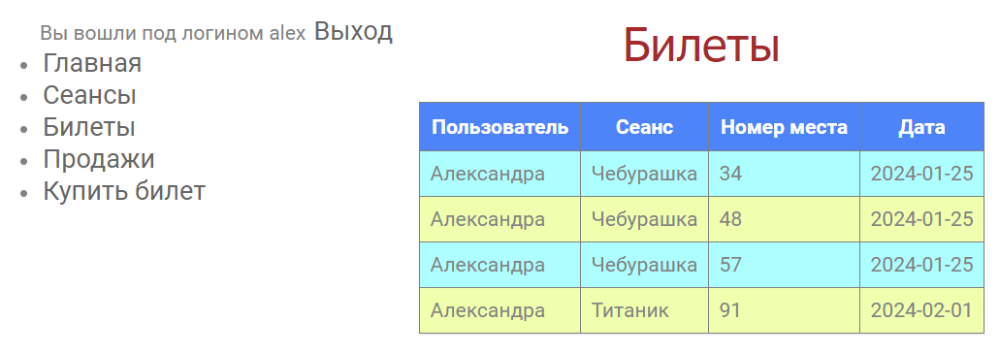 Вы вошли под логином alex Выход
Главная
Сеансы
Билеты
Продажи
Купить билет
Билеты
Пользователь Сеанс Номер места Дата
Александра Чебурашка 34 2024-01-25
Александра Чебурашка 48 2024-01-25
Александра Чебурашка 57 2024-01-25
Александра Титаник 91 2024-02-01